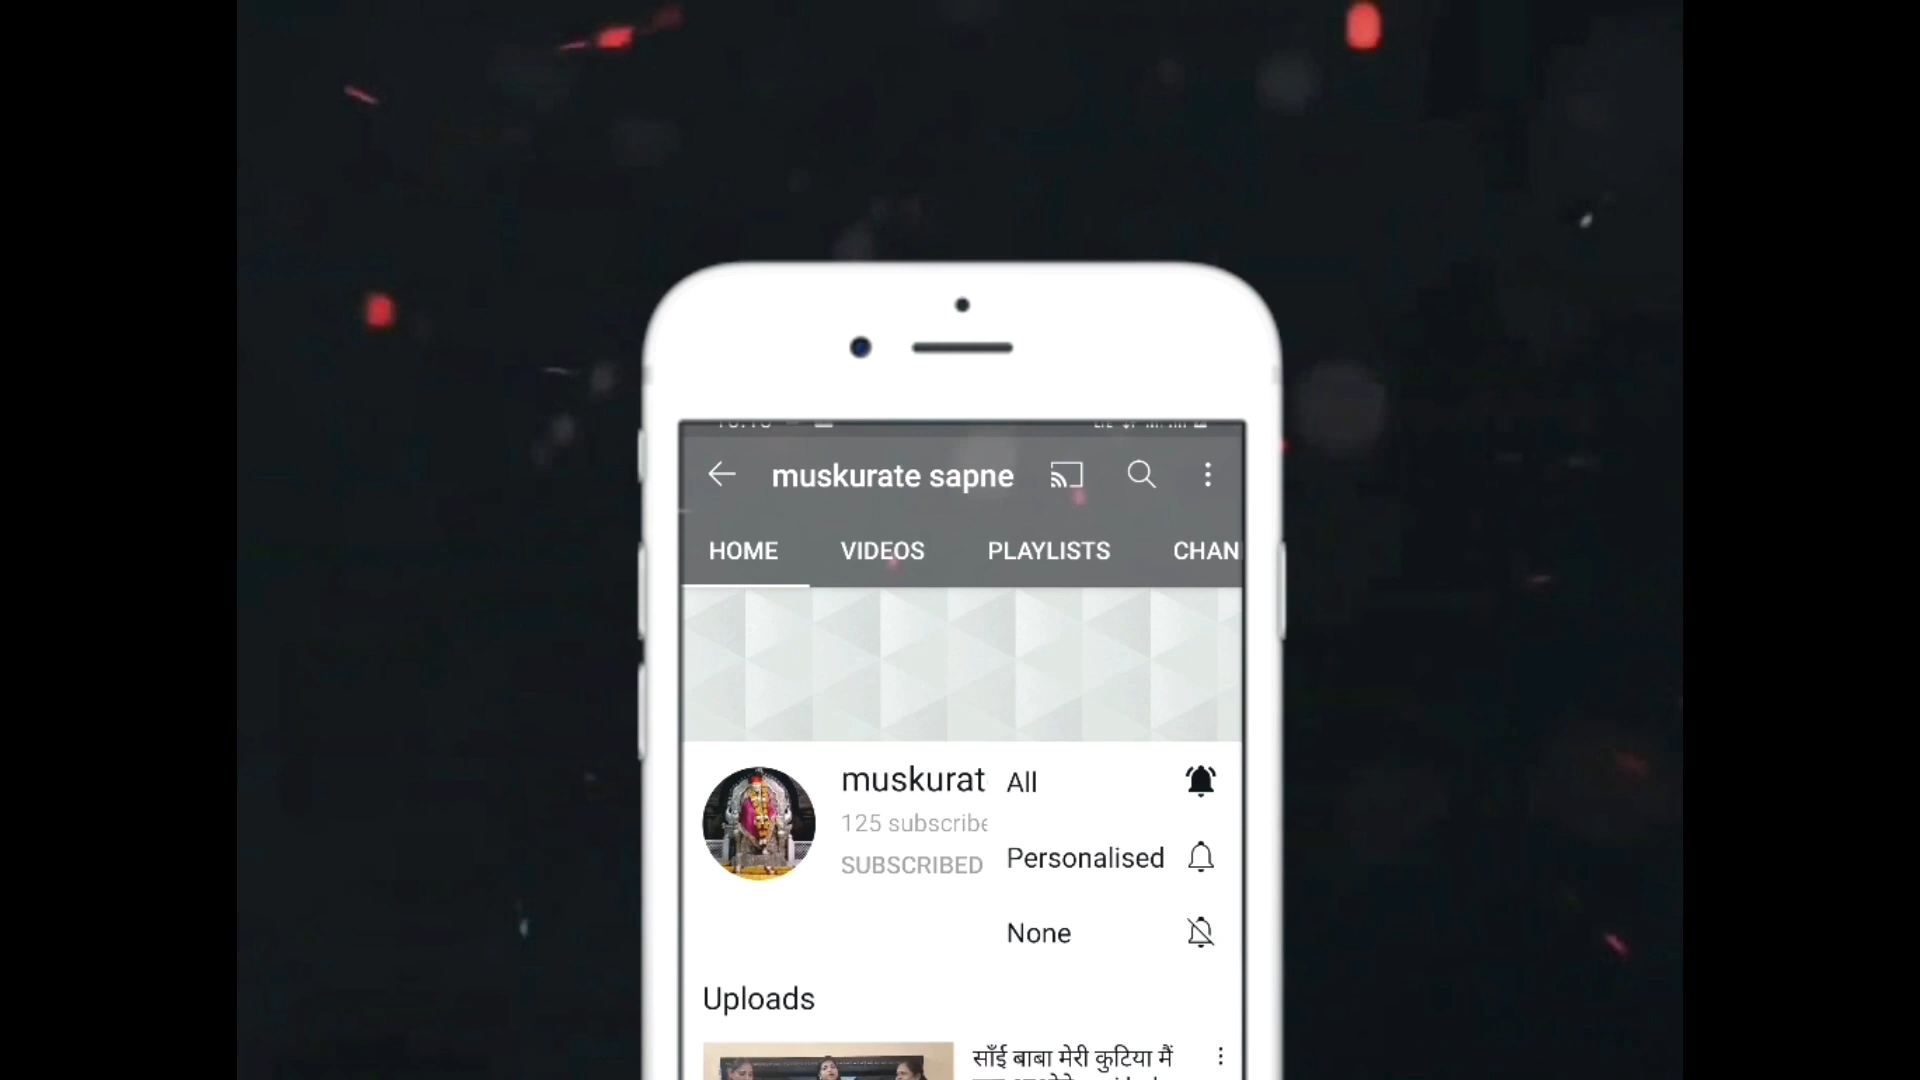 muskurate sapne
HOME VIDEOS PLAYLISTS CHAN
muskurat All
125 subscribe
SUBSCRIBED Personalised
None
Uploads
साँई बाबा मेरी कुटिया मैं